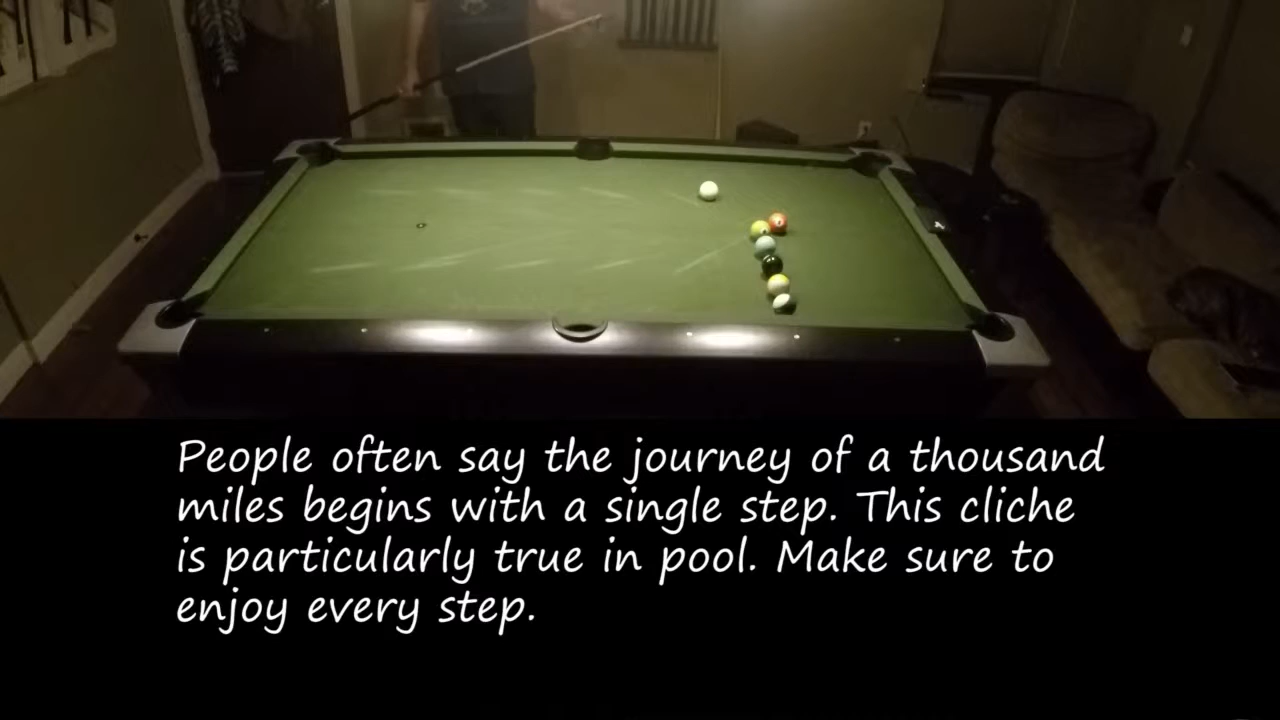 People often say the journey of a thousand
miles begins with a single step. This cliche
is particularly true in pool. Make sure to
enjoy every step.